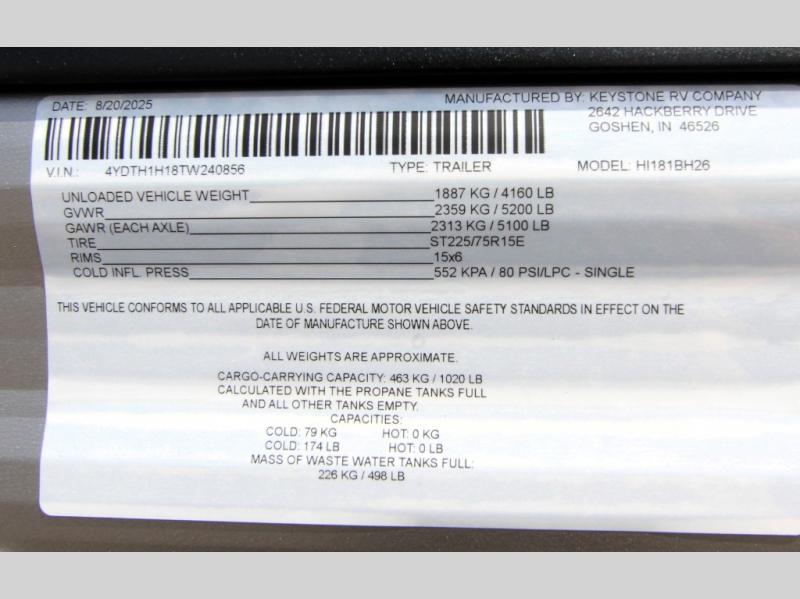 DATE: 8/20/2025
MANUFACTURED BY: KEYSTONE RV COMPANY
2642 HACKBERRY DRIVE
GOSHEN, IN 46526
V.I.N.: 4YDTH1H18TW240856 TYPE: TRAILER MODEL: HI181BH26
UNLOADED VEHICLE WEIGHT 1887 KG / 4160 LB
GVWR 2359 KG / 5200 LB
GAWR (EACH AXLE) 2313 KG / 5100 LB
TIRE ST225/75R15E
RIMS 15x6
COLD INFL. PRESS 552 KPA / 80 PSI/LPC - SINGLE
THIS VEHICLE CONFORMS TO ALL APPLICABLE U.S. FEDERAL MOTOR VEHICLE SAFETY STANDARDS IN EFFECT ON THE
DATE OF MANUFACTURE SHOWN ABOVE.
ALL WEIGHTS ARE APPROXIMATE.
CARGO-CARRYING CAPACITY: 463 KG / 1020 LB
CALCULATED WITH THE PROPANE TANKS FULL
AND ALL OTHER TANKS EMPTY.
CAPACITIES:
COLD: 79 KG HOT: 0 KG
COLD: 174 LB HOT: 0 LB
MASS OF WASTE WATER TANKS FULL:
226 KG / 498 LB